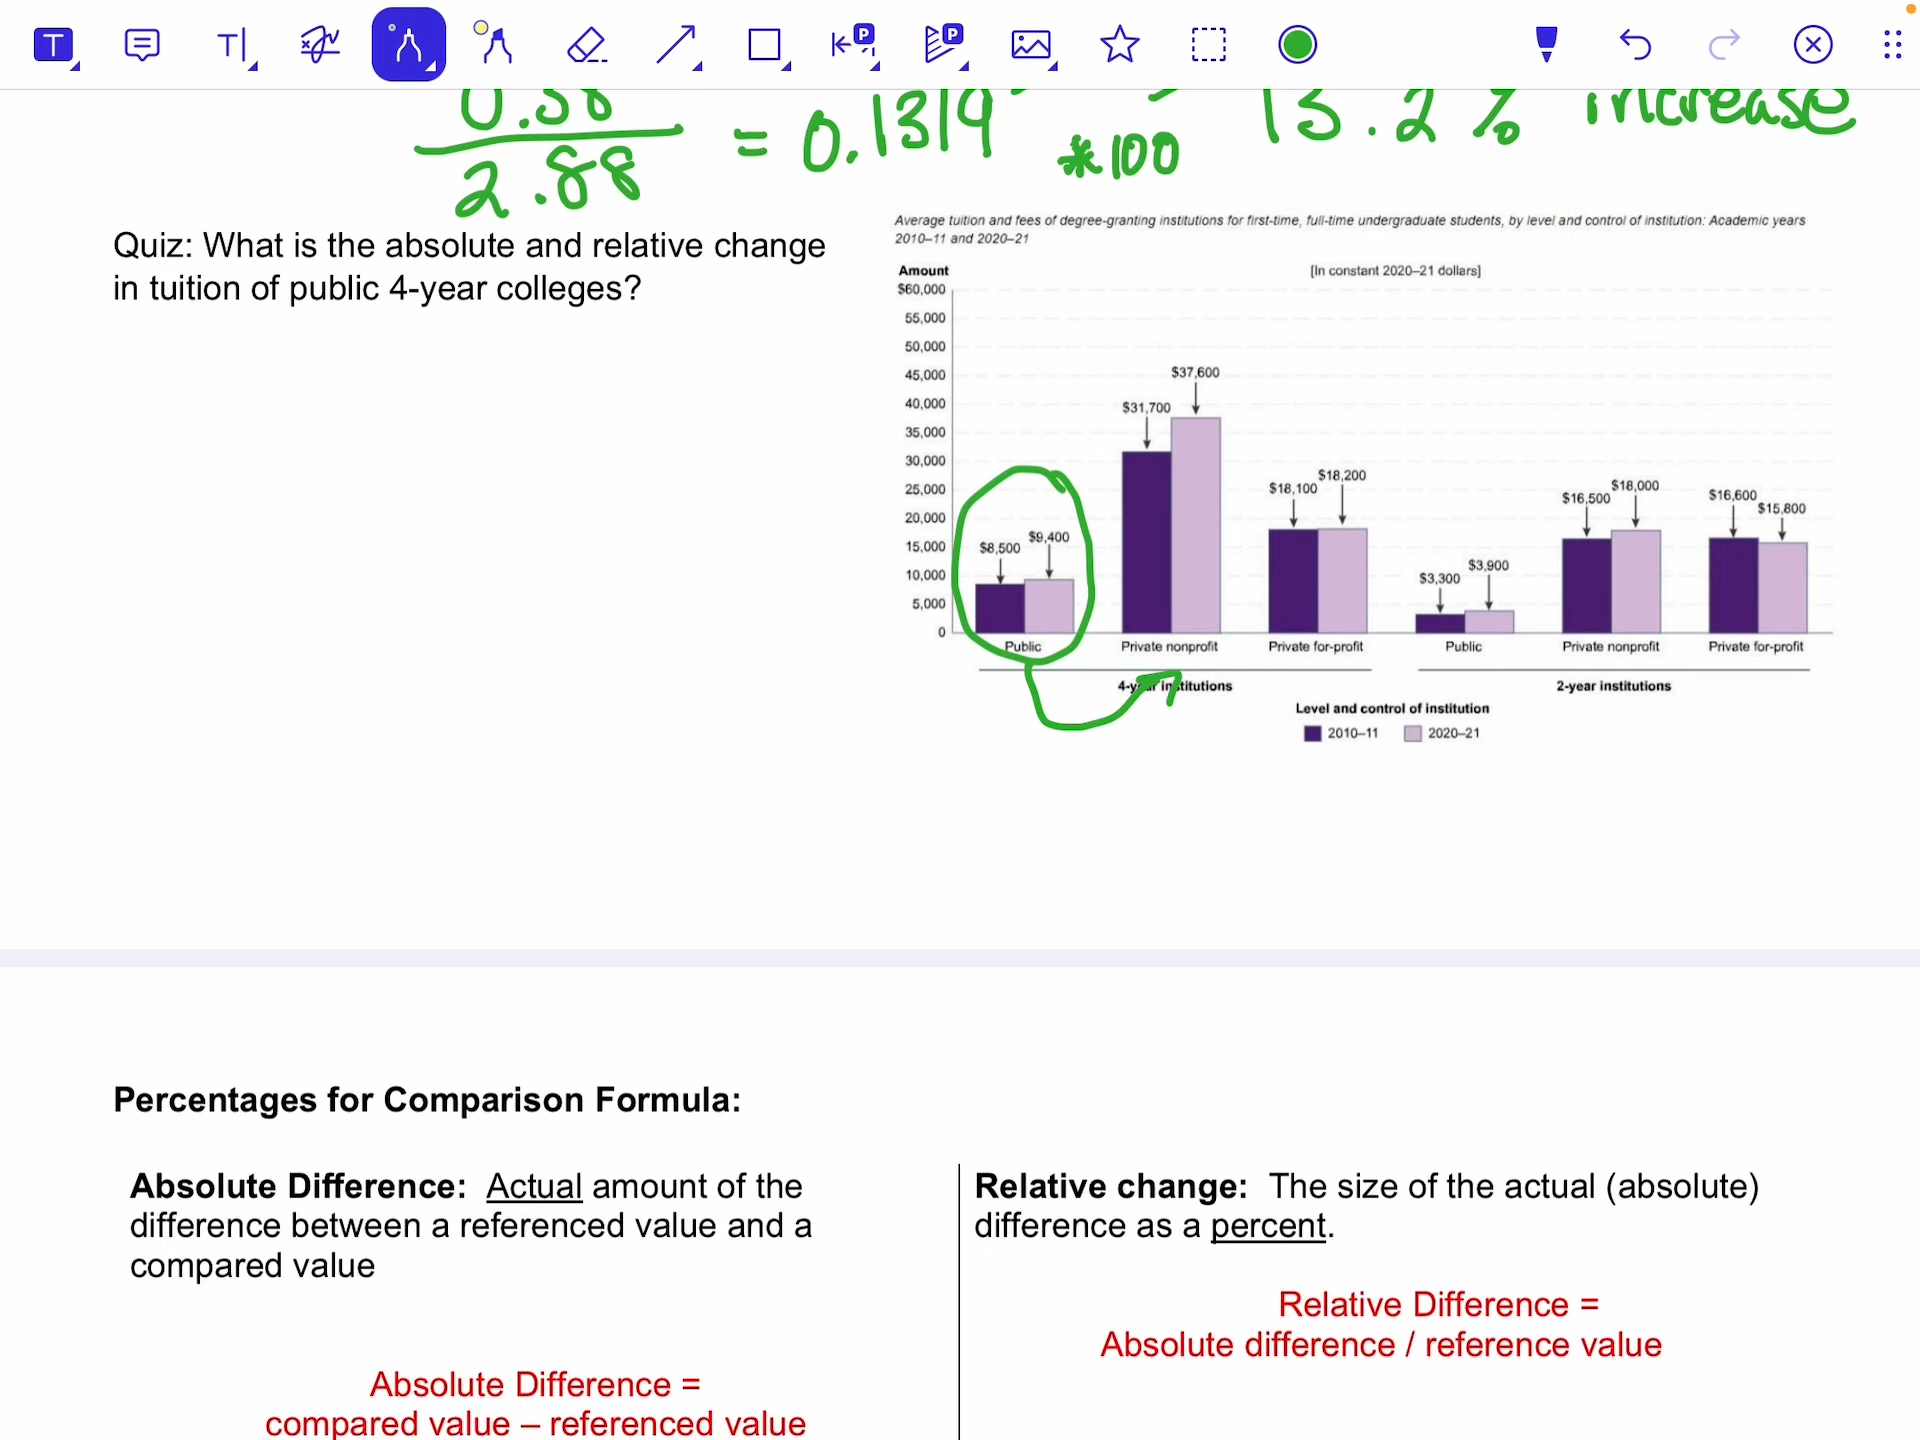 0.38
2.88
= 0.1319
*100
13.2% increase
Quiz: What is the absolute and relative change
in tuition of public 4-year colleges?
Average tuition and fees of degree-granting institutions for first-time, full-time undergraduate students, by level and control of institution: Academic years
2010–11 and 2020–21
Amount
[In constant 2020–21 dollars]
$60,000
55,000
50,000
45,000
40,000
35,000
30,000
25,000
20,000
15,000
10,000
5,000
0
$8,500
$9,400
$31,700
$37,600
$18,100
$18,200
$3,300
$3,900
$16,500
$18,000
$16,600
$15,800
Public
Private nonprofit
Private for-profit
Public
Private nonprofit
Private for-profit
4-year institutions
2-year institutions
Level and control of institution
2010–11
2020–21
Percentages for Comparison Formula:
Absolute Difference: Actual amount of the
difference between a referenced value and a
compared value
Absolute Difference =
compared value – referenced value
Relative change: The size of the actual (absolute)
difference as a percent.
Relative Difference =
Absolute difference / reference value